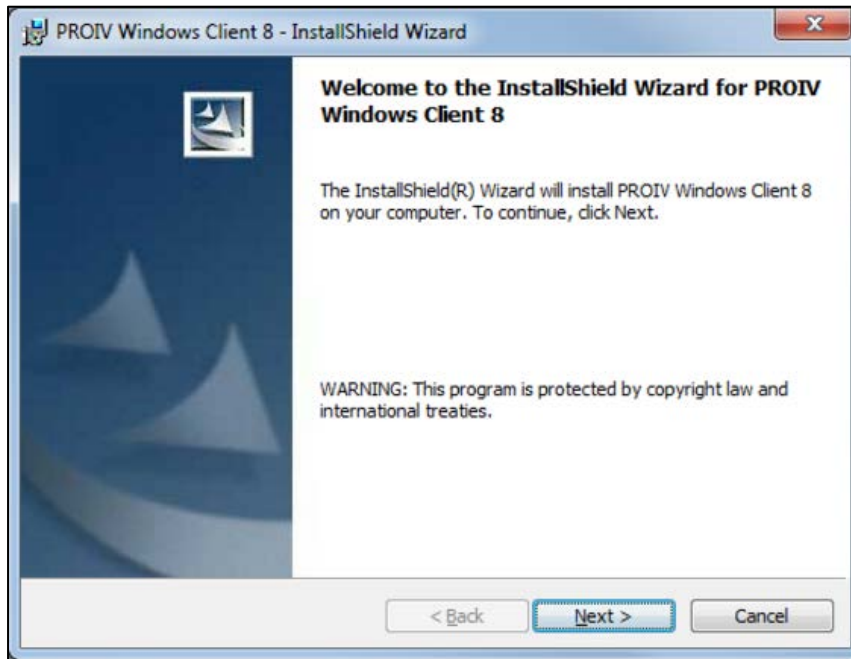 PROIV Windows Client 8 - InstallShield Wizard
Welcome to the InstallShield Wizard for PROIV
Windows Client 8
The InstallShield(R) Wizard will install PROIV Windows Client 8
on your computer. To continue, click Next.
WARNING: This program is protected by copyright law and
international treaties.
< Back Next > Cancel